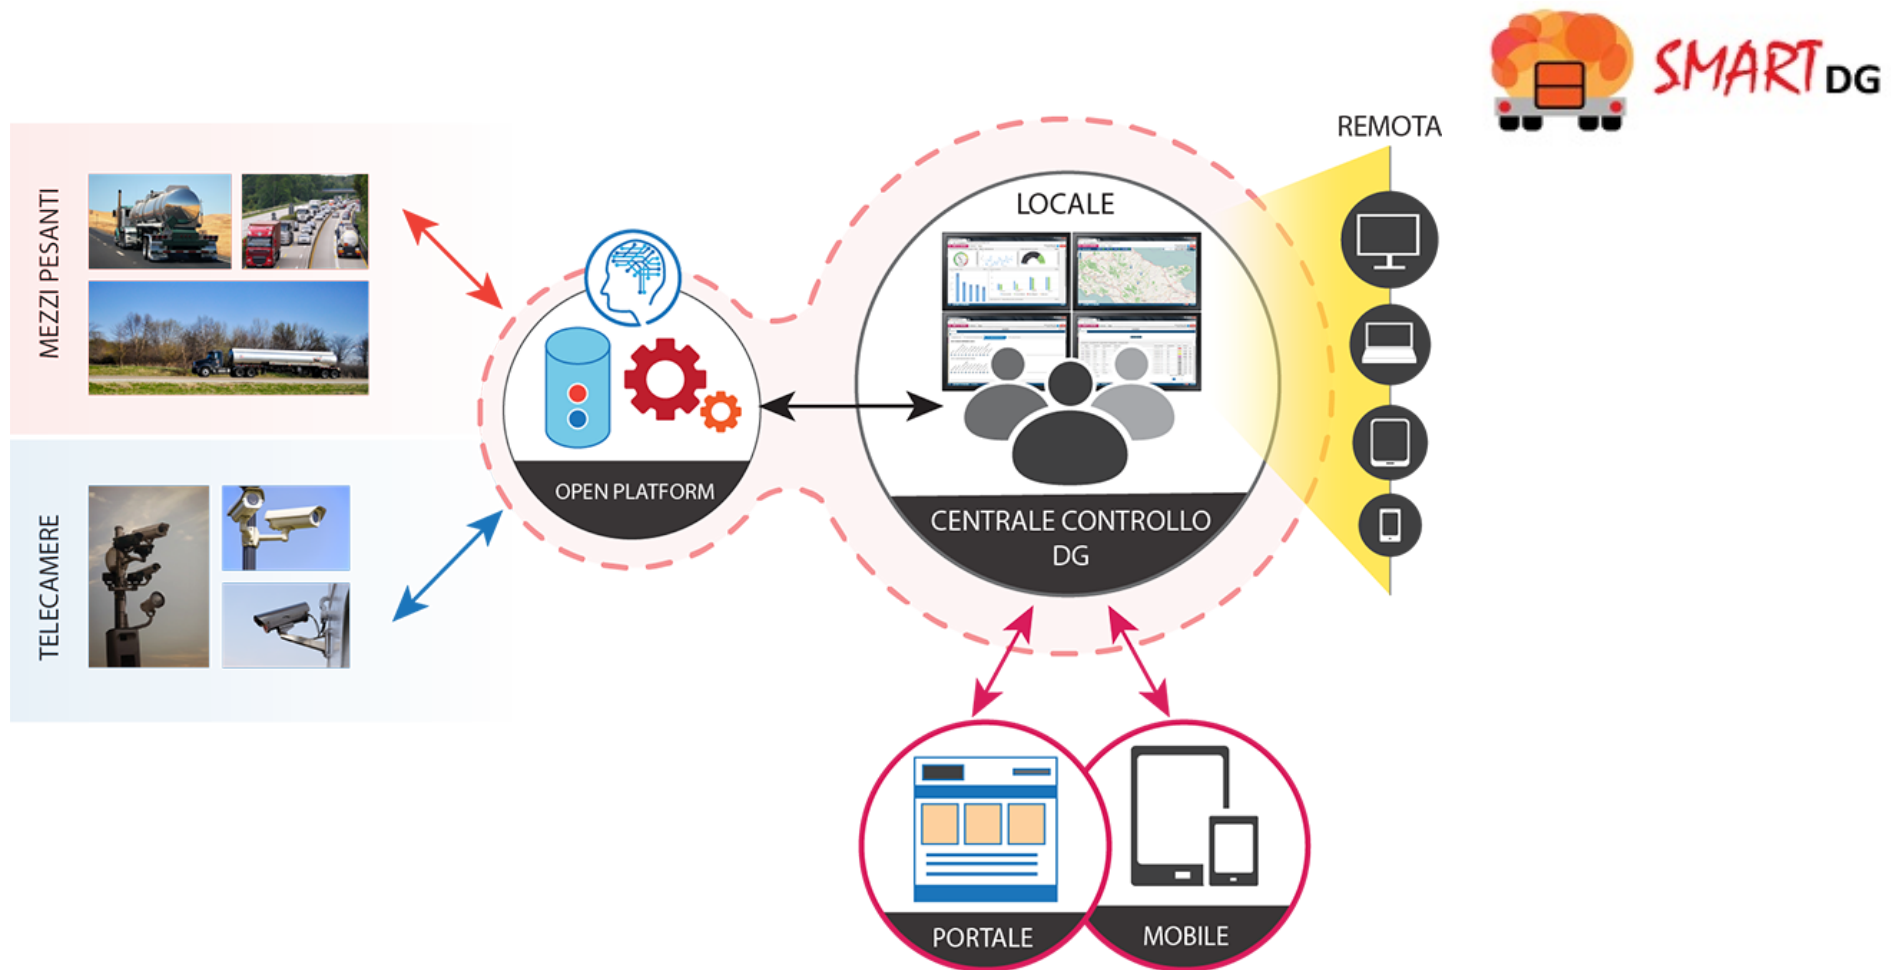 SMART DG
REMOTA
MEZZI PESANTI
LOCALE
OPEN PLATFORM
TELECAMERE
CENTRALE CONTROLLO
DG
PORTALE
MOBILE